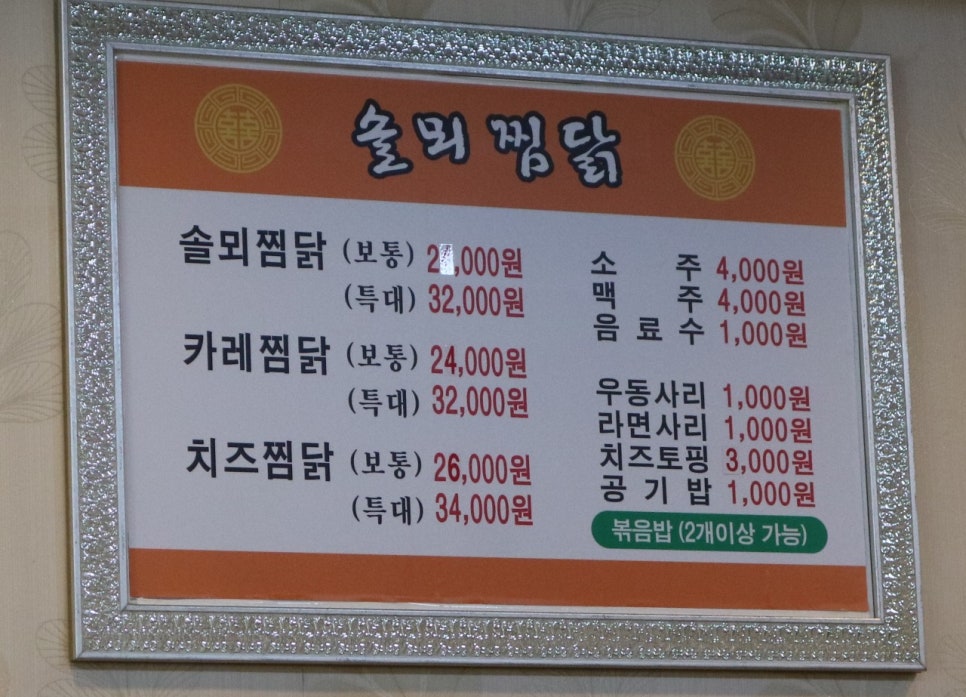 솔뫼찜닭
솔뫼찜닭 (보통)
(특대) 32,000원
카레찜닭 (보통) 24,000원
(특대) 32,000원
치즈찜닭 (보통) 26,000원
(특대) 34,000원
소주 4,000원
맥주 4,000원
음료수 1,000원
우동사리 1,000원
라면사리 1,000원
치즈토핑 3,000원
공기밥 1,000원
볶음밥 (2개이상 가능)